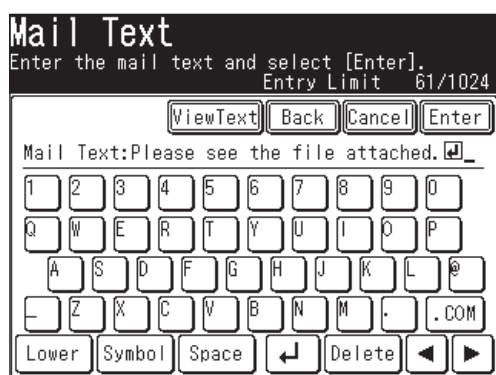 Mail Text
Enter the mail text and select [Enter].
Entry Limit 61/1024
ViewText Back Cancel Enter
Mail Text:Please see the file attached.↵_
1 2 3 4 5 6 7 8 9 0
Q W E R T Y U I O P
A S D F G H J K L @
_ Z X C V B N M . .COM
Lower Symbol Space ↵ Delete ◀ ▶